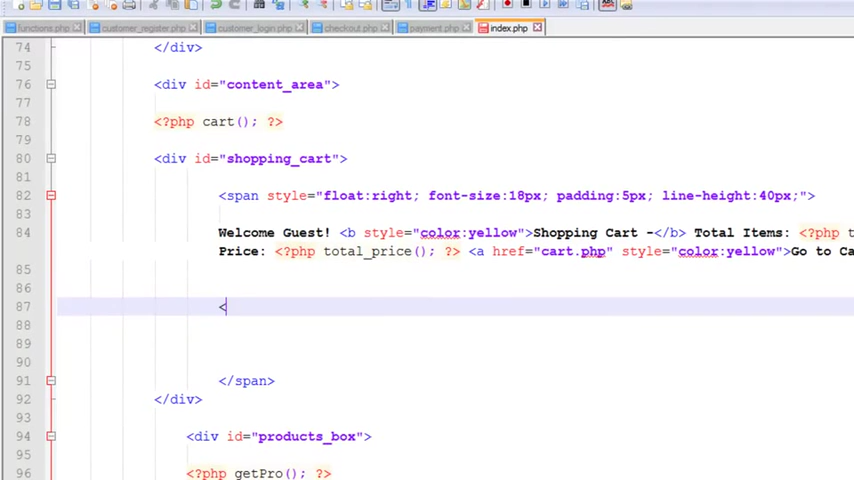 functions.php customer_register.php customer_login.php checkout.php payment.php index.php
74 </div>
75
76 <div id="content_area">
77
78 <?php cart(); ?>
79
80 <div id="shopping_cart">
81
82 <span style="float:right; font-size:18px; padding:5px; line-height:40px;">
83
84 Welcome Guest! <b style="color:yellow">Shopping Cart -</b> Total Items: <?php t
Price: <?php total_price(); ?> <a href="cart.php" style="color:yellow">Go to Ca
85
86
87 <
88
89
90
91 </span>
92 </div>
93
94 <div id="products_box">
95
96 <?php getPro(); ?>